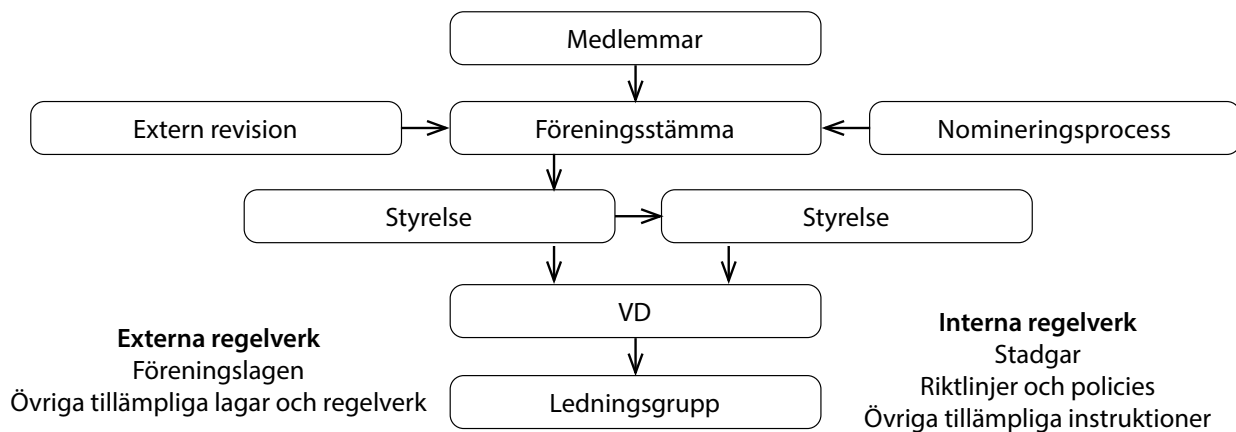 Medlemmar
Extern revision
Föreningsstämma
Nomineringsprocess
Styrelse
Styrelse
VD
Externa regelverk
Föreningslagen
Övriga tillämpliga lagar och regelverk
Ledningsgrupp
Interna regelverk
Stadgar
Riktlinjer och policies
Övriga tillämpliga instruktioner